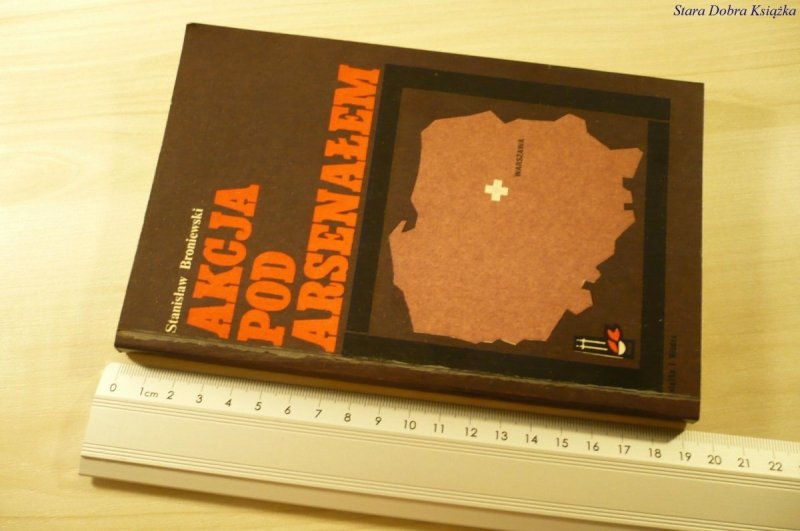 Stara Dobra Książka
Stanisław Broniewski
AKCJA
POD
ARSENAŁEM
WARSZAWA
0 1cm 2 3 4 5 6 7 8 9 10 11 12 13 14 15 16 17 18 19 20 21 22